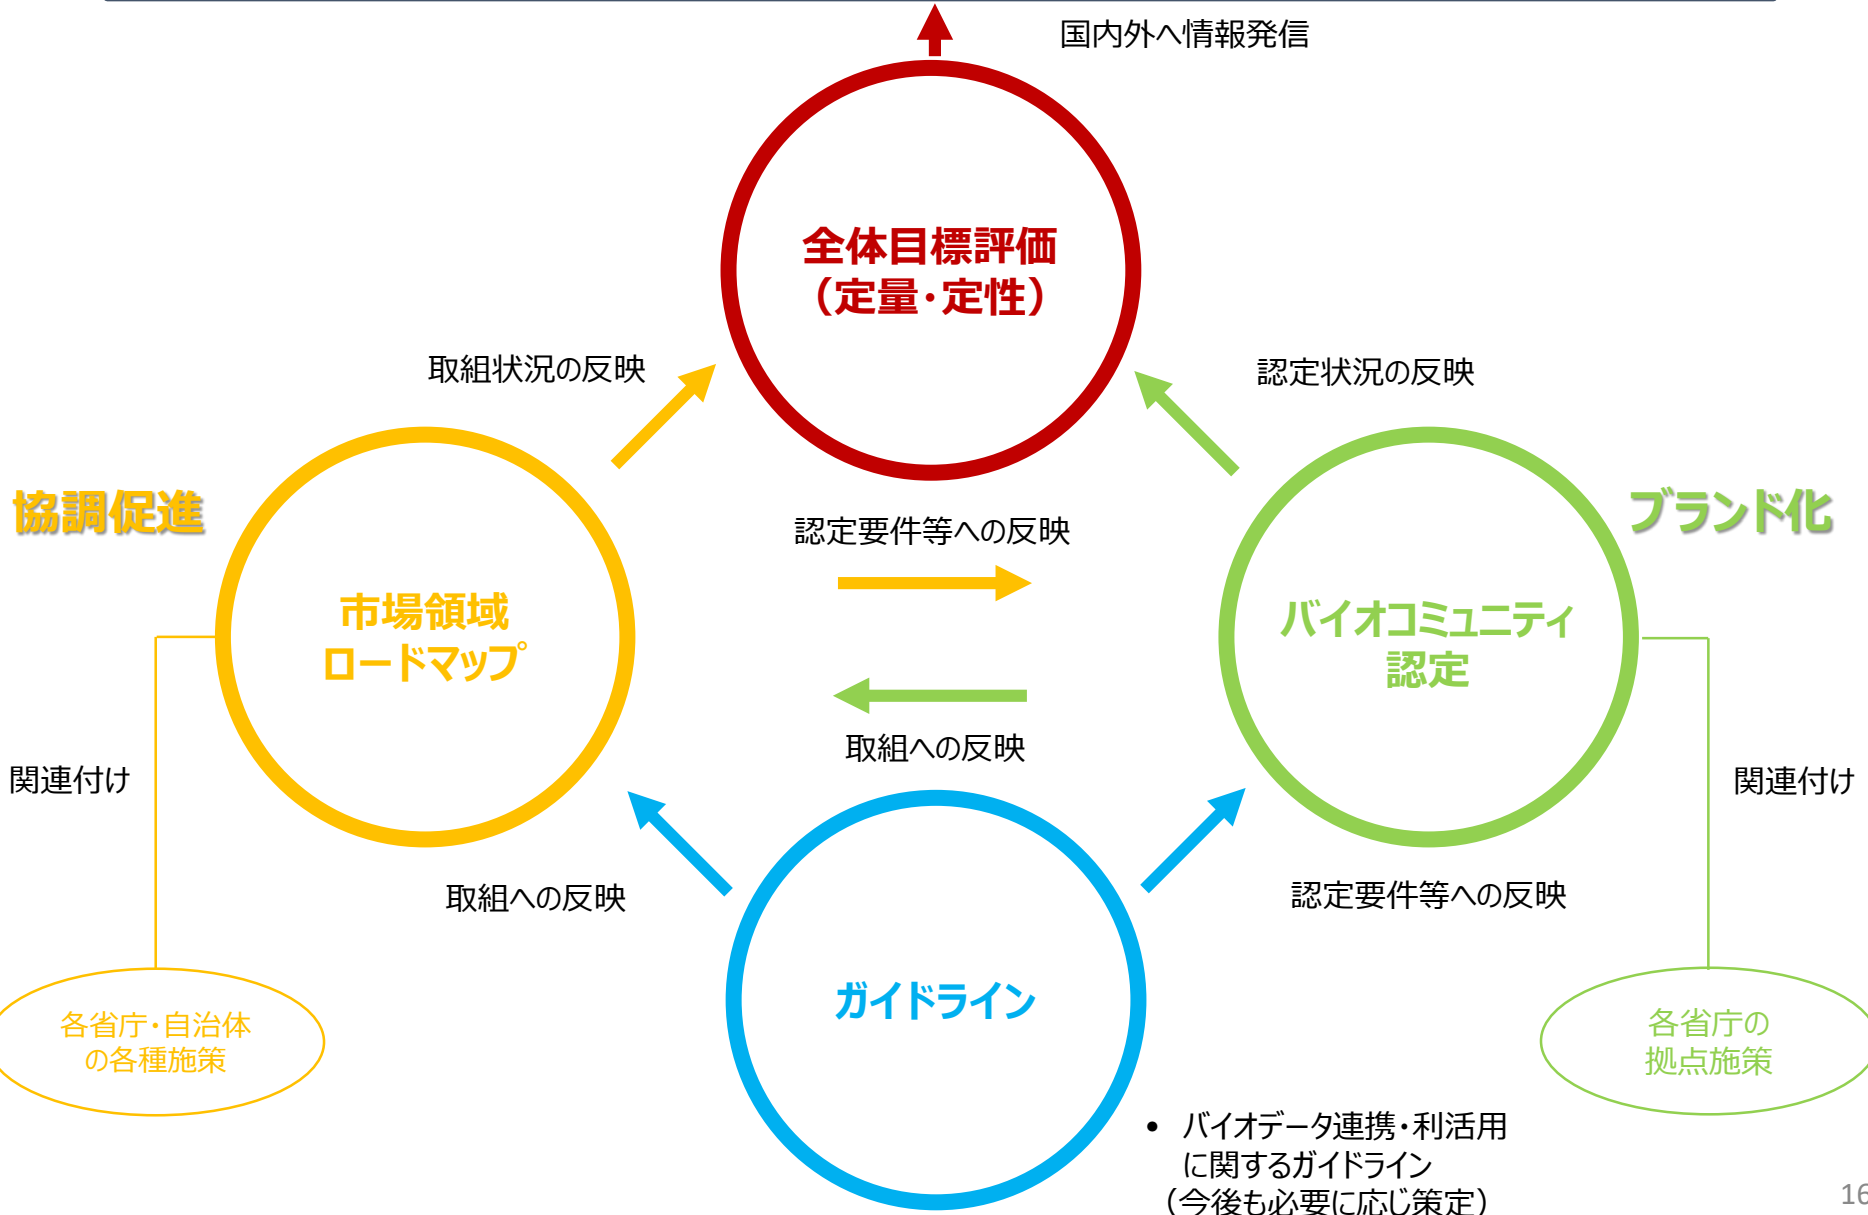 国内外へ情報発信
全体目標評価
（定量・定性）
取組状況の反映
認定状況の反映
協調促進
ブランド化
認定要件等への反映
市場領域
ロードマップ
バイオコミュニティ
認定
取組への反映
関連付け
関連付け
取組への反映
認定要件等への反映
ガイドライン
各省庁・自治体
の各種施策
各省庁の
拠点施策
• バイオデータ連携・利活用
に関するガイドライン
（今後も必要に応じ策定）
16